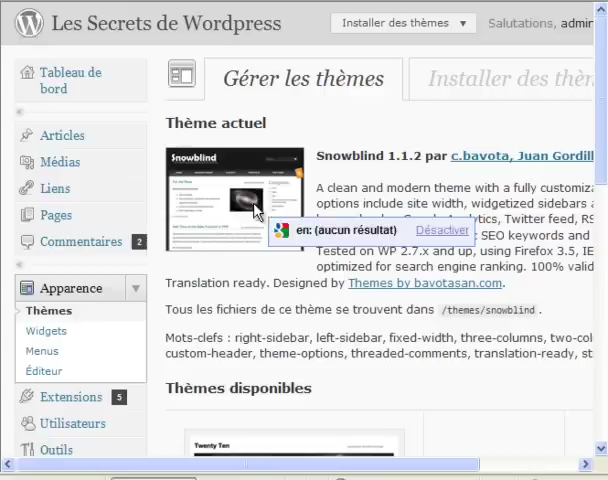 Les Secrets de Wordpress
Installer des thèmes
Salutations, admin
Tableau de
bord
Articles
Médias
Liens
Pages
Commentaires 2
Apparence
Thèmes
Widgets
Menus
Éditeur
Extensions 5
Utilisateurs
Outils
Gérer les thèmes
Installer des thèm
Thème actuel
Snowblind
Snowblind 1.1.2 par c.bavota, Juan Gordill
A clean and modern theme with a fully customiza
options include site width, widgetized sidebars a
Analytics, Twitter feed, RS
en: (aucun résultat) Désactiver
SEO keywords and
Tested on WP 2.7.x and up, using Firefox 3.5, IE
optimized for search engine ranking. 100% valid
Translation ready. Designed by Themes by bavotasan.com.
Tous les fichiers de ce thème se trouvent dans /themes/snowblind .
Mots-clefs : right-sidebar, left-sidebar, fixed-width, three-columns, two-col
custom-header, theme-options, threaded-comments, translation-ready, st
Thèmes disponibles
Twenty Ten